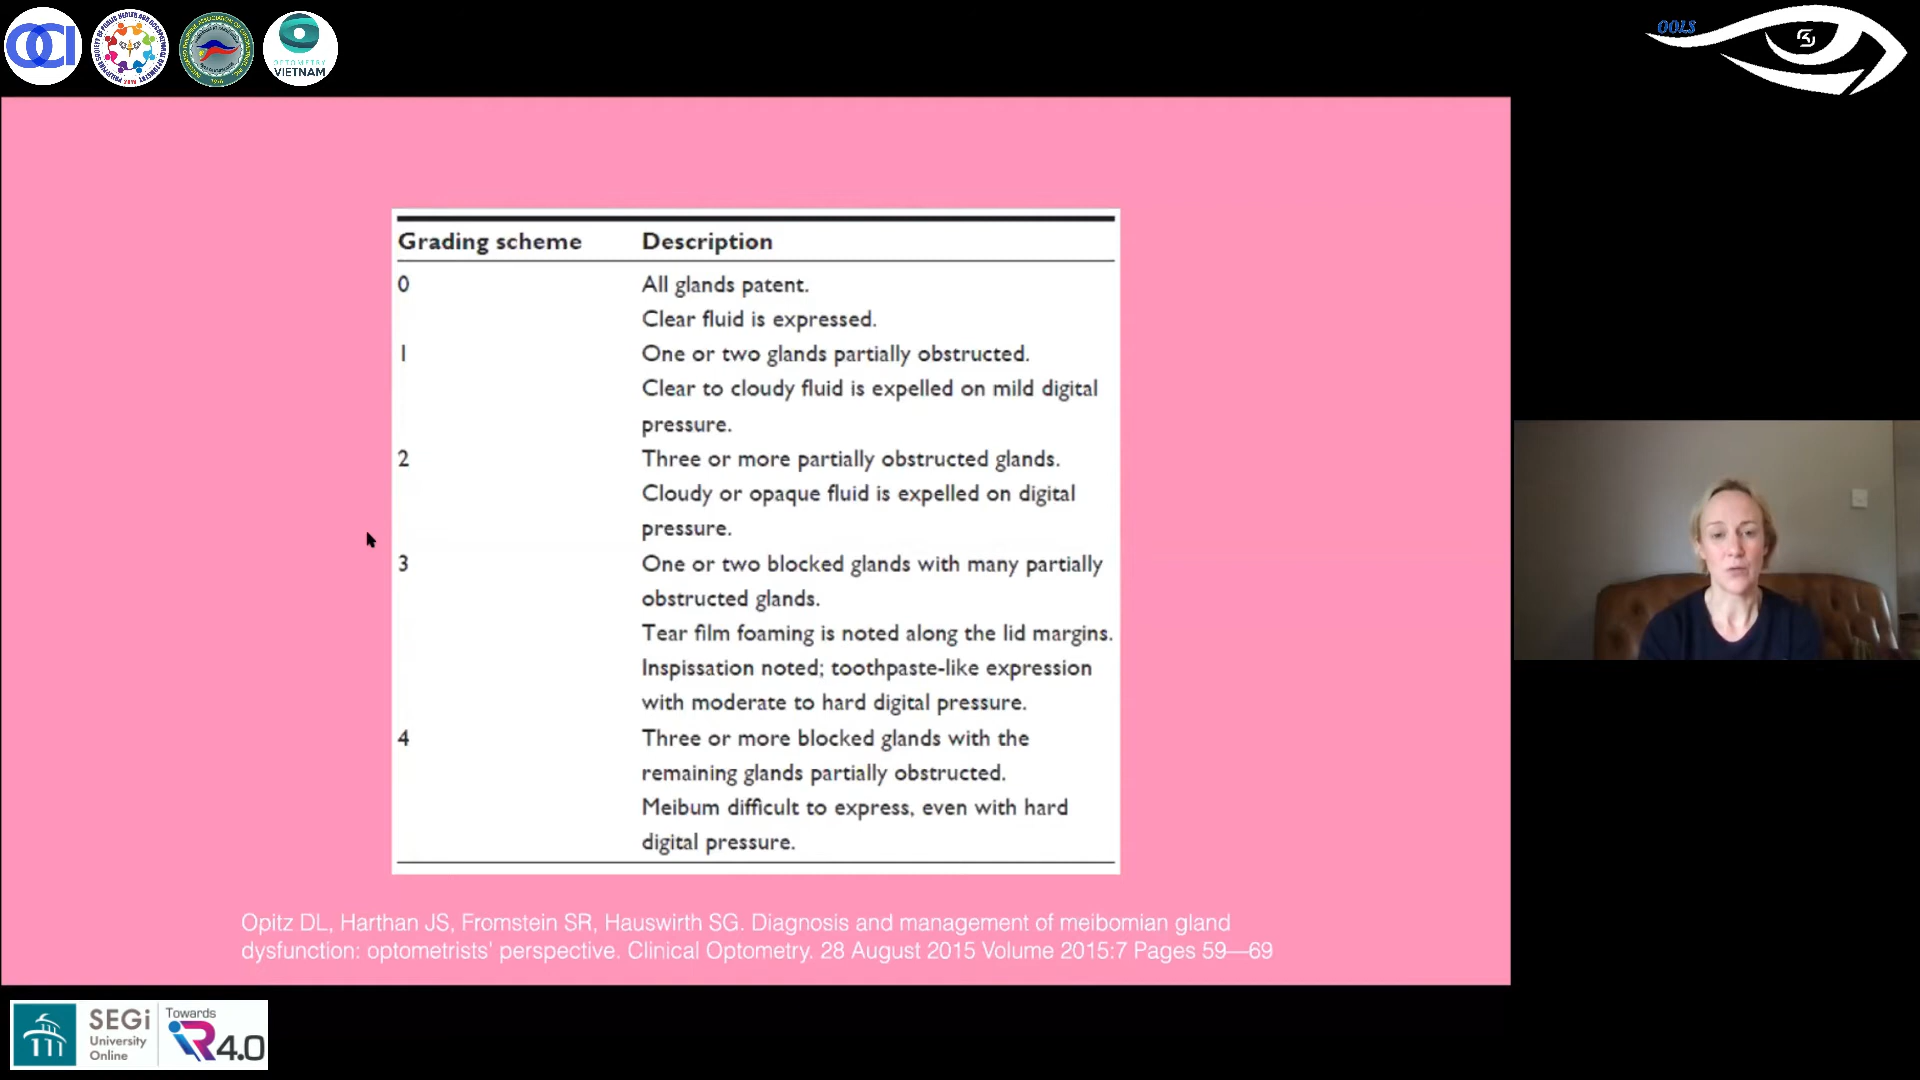 OCI
OPTOMETRY
VIETNAM
OOLS
Grading scheme Description
0 All glands patent.
Clear fluid is expressed.
1 One or two glands partially obstructed.
Clear to cloudy fluid is expelled on mild digital
pressure.
2 Three or more partially obstructed glands.
Cloudy or opaque fluid is expelled on digital
pressure.
3 One or two blocked glands with many partially
obstructed glands.
Tear film foaming is noted along the lid margins.
Inspissation noted; toothpaste-like expression
with moderate to hard digital pressure.
4 Three or more blocked glands with the
remaining glands partially obstructed.
Meibum difficult to express, even with hard
digital pressure.
Opitz DL, Harthan JS, Fromstein SR, Hauswirth SG. Diagnosis and management of meibomian gland
dysfunction: optometrists' perspective. Clinical Optometry. 28 August 2015 Volume 2015:7 Pages 59—69
SEGi
University
Online
Towards
iR4.0